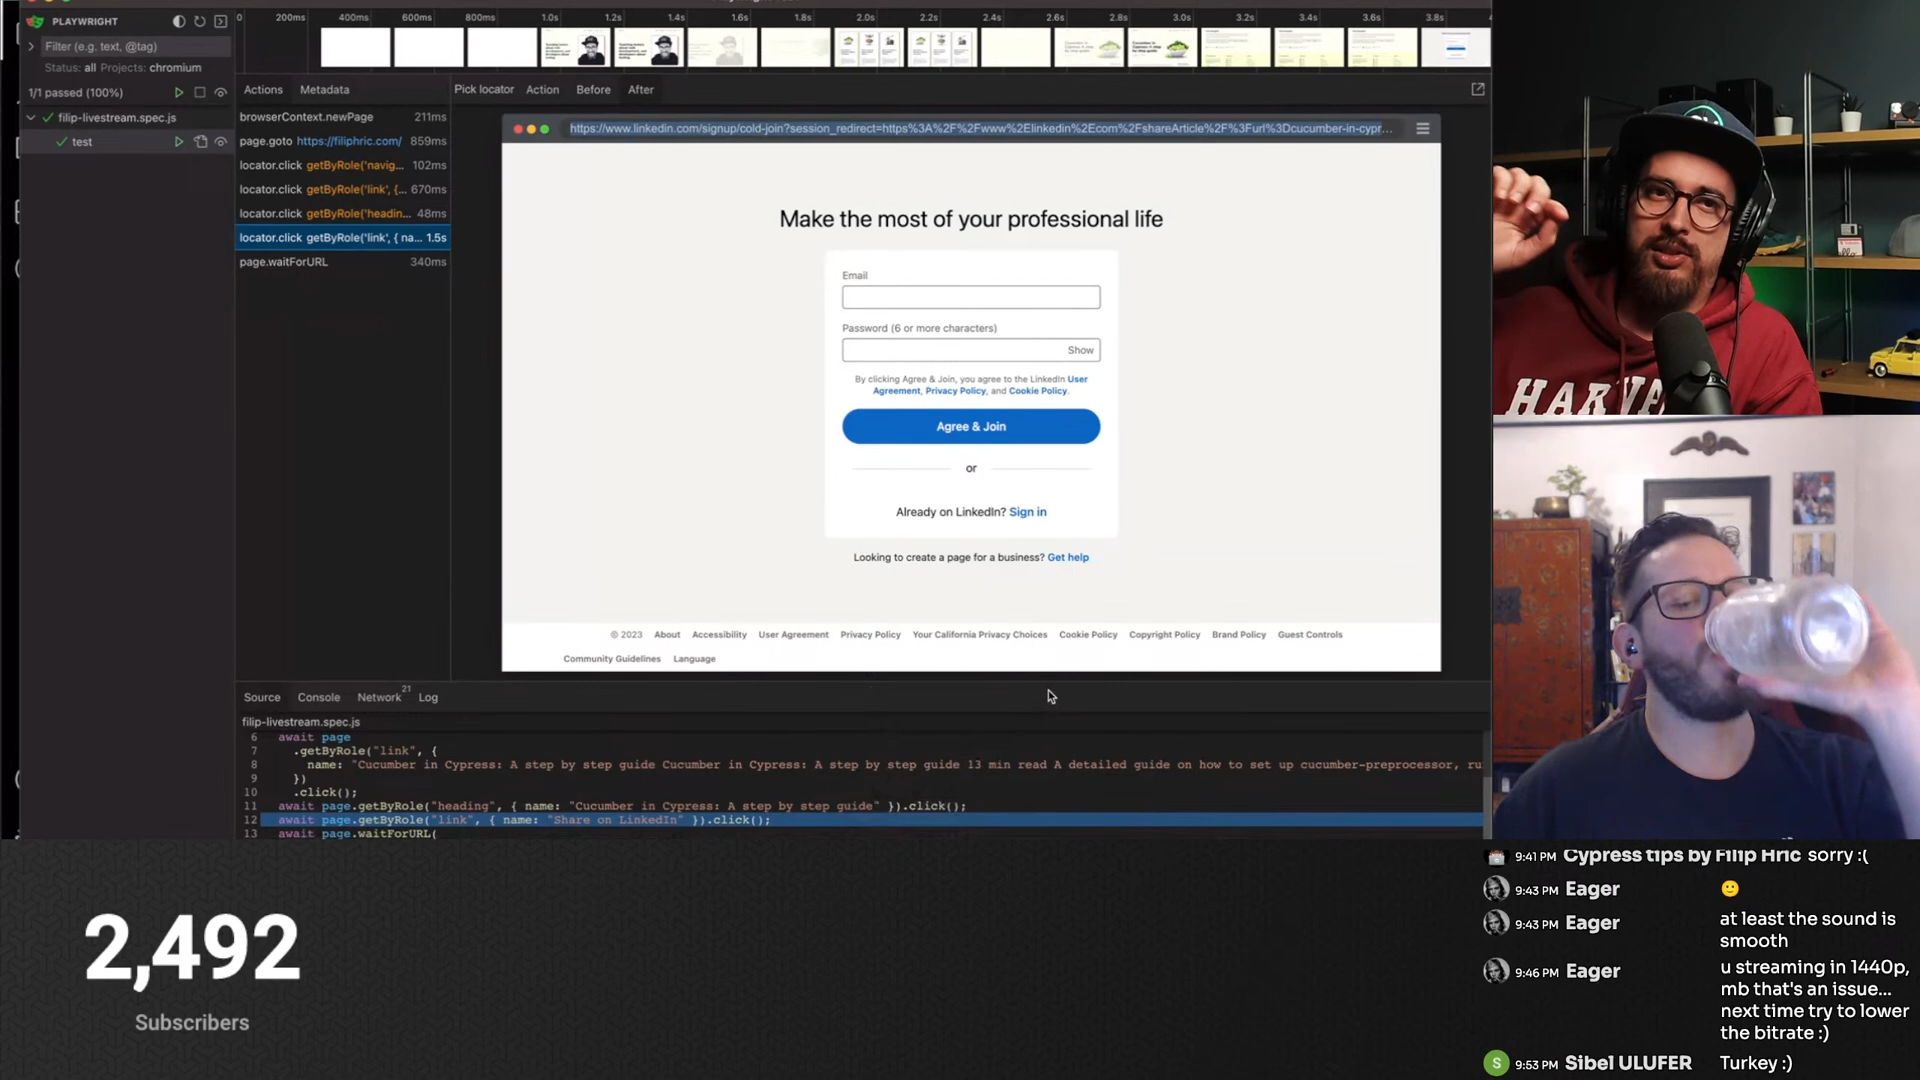 PLAYWRIGHT
Filter (e.g. text, @tag)
Status: all Projects: chromium
1/1 passed (100%)
filip-livestream.spec.js
test
0 200ms 400ms 600ms 800ms 1.0s 1.2s 1.4s 1.6s 1.8s 2.0s 2.2s 2.4s 2.6s 2.8s 3.0s 3.2s 3.4s 3.6s 3.8s
Actions Metadata
browserContext.newPage 211ms
page.goto https://filiphric.com/ 859ms
locator.click getByRole('navig... 102ms
locator.click getByRole('link', {... 670ms
locator.click getByRole('headin... 48ms
locator.click getByRole('link', { na... 1.5s
page.waitForURL 340ms
Pick locator Action Before After
https://www.linkedin.com/signup/cold-join?session_redirect=https%3A%2F%2Fwww%2Elinkedin%2Ecom%2FshareArticle%2F%3Furl%3Dcucumber-in-cypr...
Make the most of your professional life
Email
Password (6 or more characters)
Show
By clicking Agree & Join, you agree to the LinkedIn User
Agreement, Privacy Policy, and Cookie Policy.
Agree & Join
or
Already on LinkedIn? Sign in
Looking to create a page for a business? Get help
© 2023 About Accessibility User Agreement Privacy Policy Your California Privacy Choices Cookie Policy Copyright Policy Brand Policy Guest Controls
Community Guidelines Language
Source Console Network 21 Log
filip-livestream.spec.js
6 await page
7 .getByRole("link", {
8 name: "Cucumber in Cypress: A step by step guide Cucumber in Cypress: A step by step guide 13 min read A detailed guide on how to set up cucumber-preprocessor, ru
9 })
10 .click();
11 await page.getByRole("heading", { name: "Cucumber in Cypress: A step by step guide" }).click();
12 await page.getByRole("link", { name: "Share on LinkedIn" }).click();
13 await page.waitForURL(
2,492
Subscribers
9:41 PM Cypress tips by Filip Hric sorry :(
9:43 PM Eager 🙂
9:43 PM Eager at least the sound is
smooth
9:46 PM Eager u streaming in 1440p,
mb that's an issue...
next time try to lower
the bitrate :)
S 9:53 PM Sibel ULUFER Turkey :)